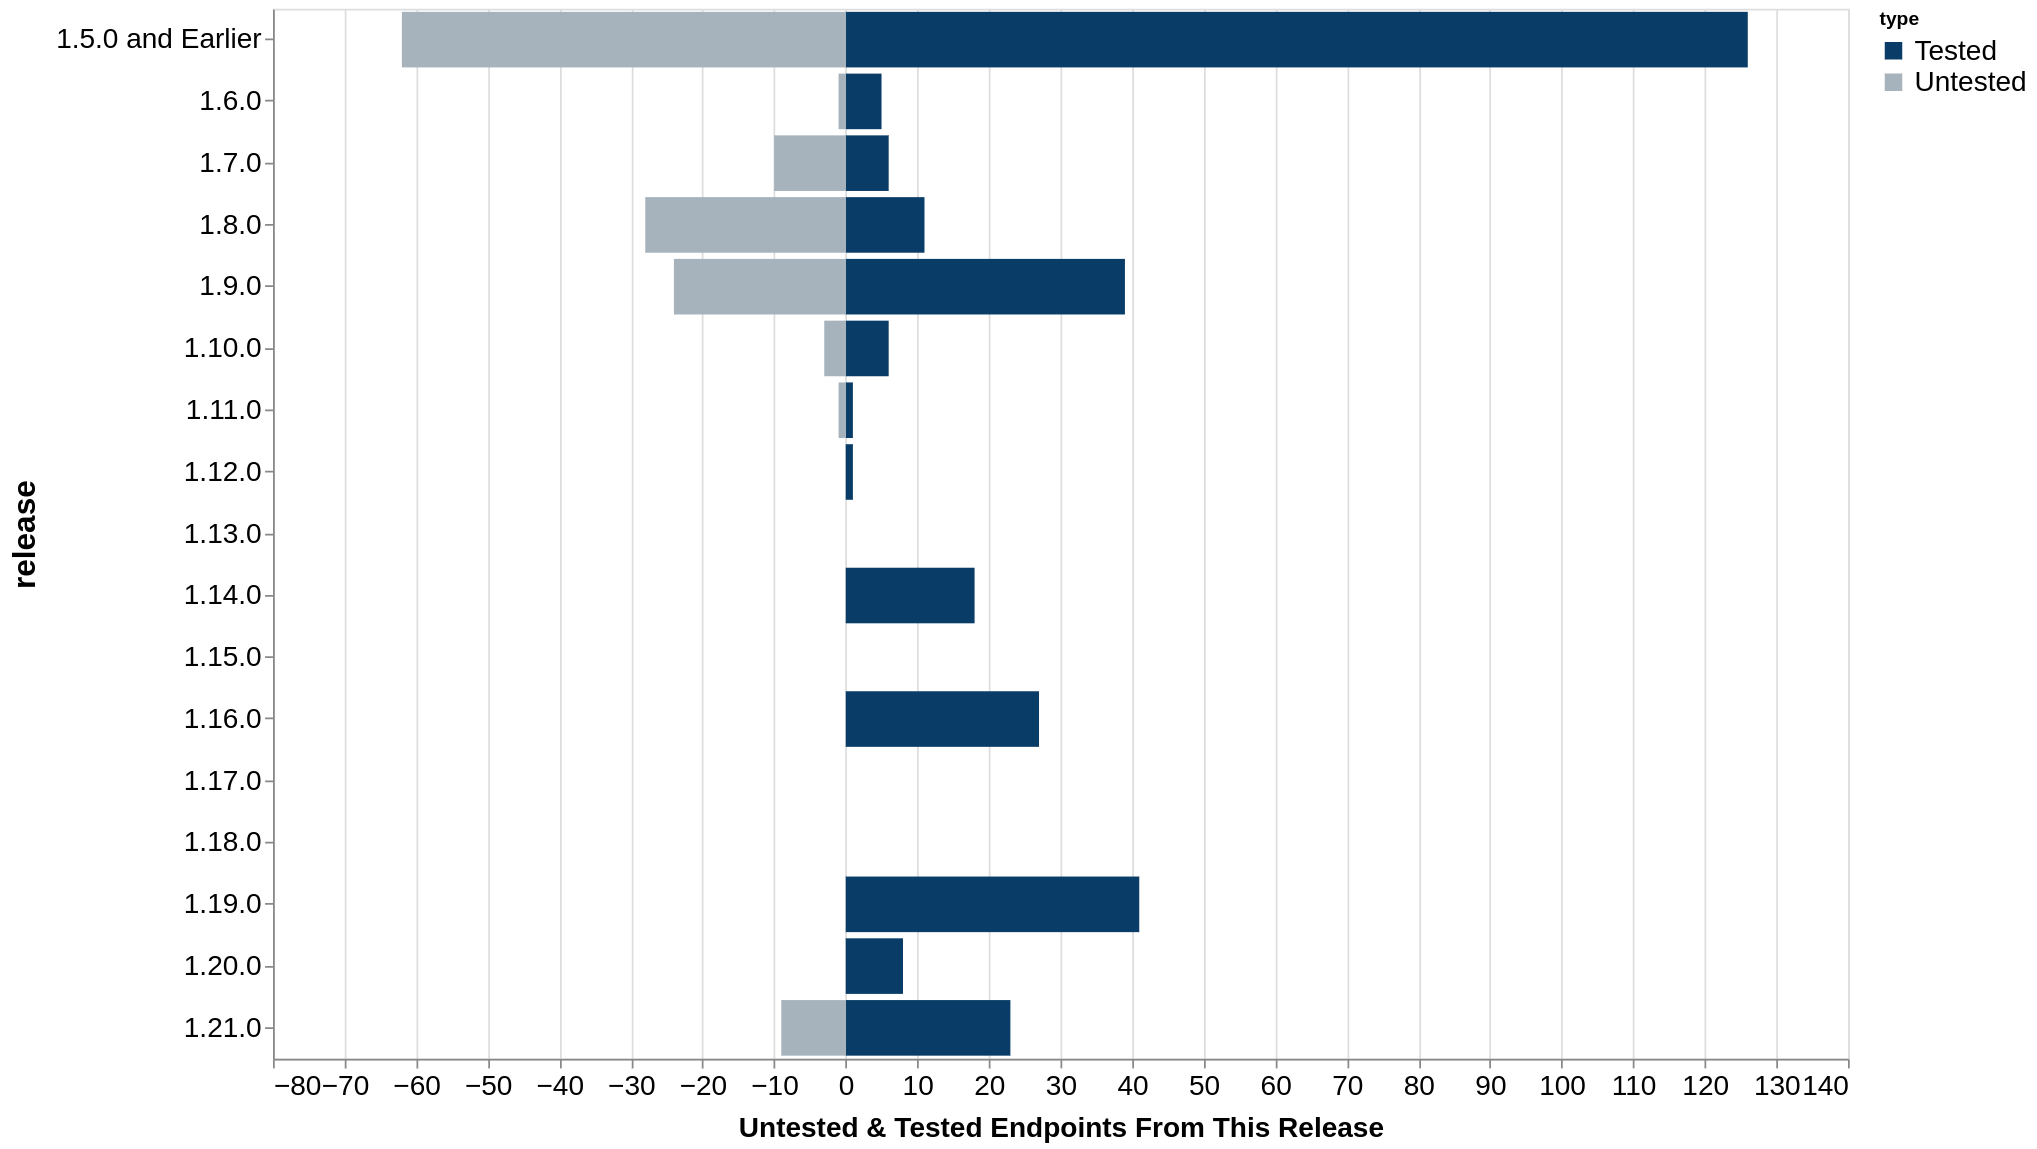 type
Tested
Untested
release
1.5.0 and Earlier
1.6.0
1.7.0
1.8.0
1.9.0
1.10.0
1.11.0
1.12.0
1.13.0
1.14.0
1.15.0
1.16.0
1.17.0
1.18.0
1.19.0
1.20.0
1.21.0
−80 −70 −60 −50 −40 −30 −20 −10 0 10 20 30 40 50 60 70 80 90 100 110 120 130 140
Untested & Tested Endpoints From This Release